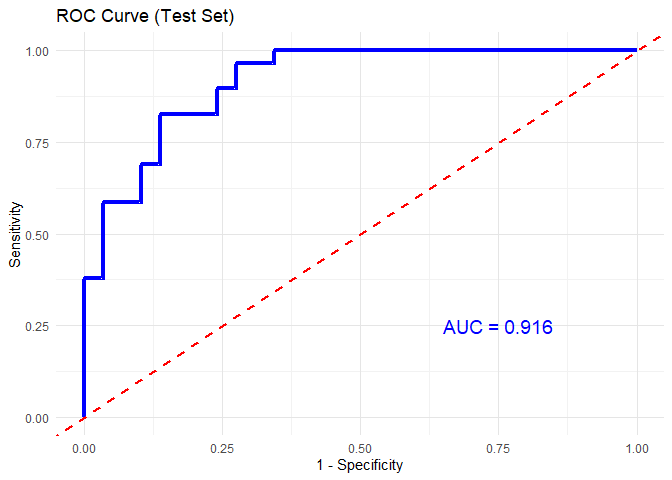 ROC Curve (Test Set)
1.00
0.75
0.50
0.25
0.00
Sensitivity
AUC = 0.916
0.00 0.25 0.50 0.75 1.00
1 - Specificity